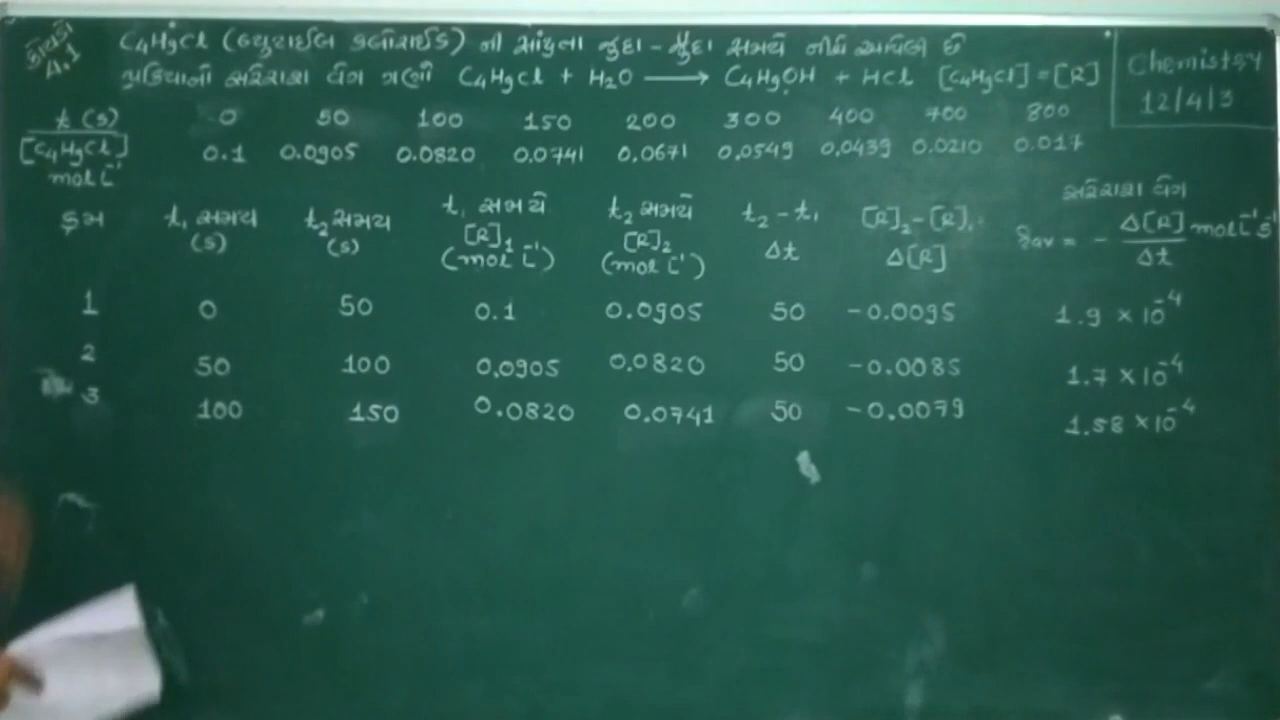 દાખલો 4.1
C4H9Cl (બ્યુટાઈલ ક્લોરાઈડ) ની સાંદ્રતા જુદા - જુદા સમયે નીચે આપેલ છે
પ્રક્રિયાનો સરેરાશ વેગ ગણો C4H9Cl + H2O ⟶ C4H9OH + HCl [C4H9Cl] = [R]
Chemistry
12/4/3
t (s) 0 50 100 150 200 300 400 700 800
[C4H9Cl] mol L⁻¹ 0.1 0.0905 0.0820 0.0741 0.0671 0.0549 0.0439 0.0210 0.017
ક્રમ t₁ સમય (s) t₂ સમય (s) t₁ સમયે [R]₁ (mol L⁻¹) t₂ સમયે [R]₂ (mol L⁻¹) t₂ - t₁ Δt [R]₂ - [R]₁ Δ[R] સરેરાશ વેગ rav = - Δ[R]/Δt mol L⁻¹ s⁻¹
1 0 50 0.1 0.0905 50 -0.0095 1.9 × 10⁻⁴
2 50 100 0.0905 0.0820 50 -0.0085 1.7 × 10⁻⁴
3 100 150 0.0820 0.0741 50 -0.0079 1.58 × 10⁻⁴